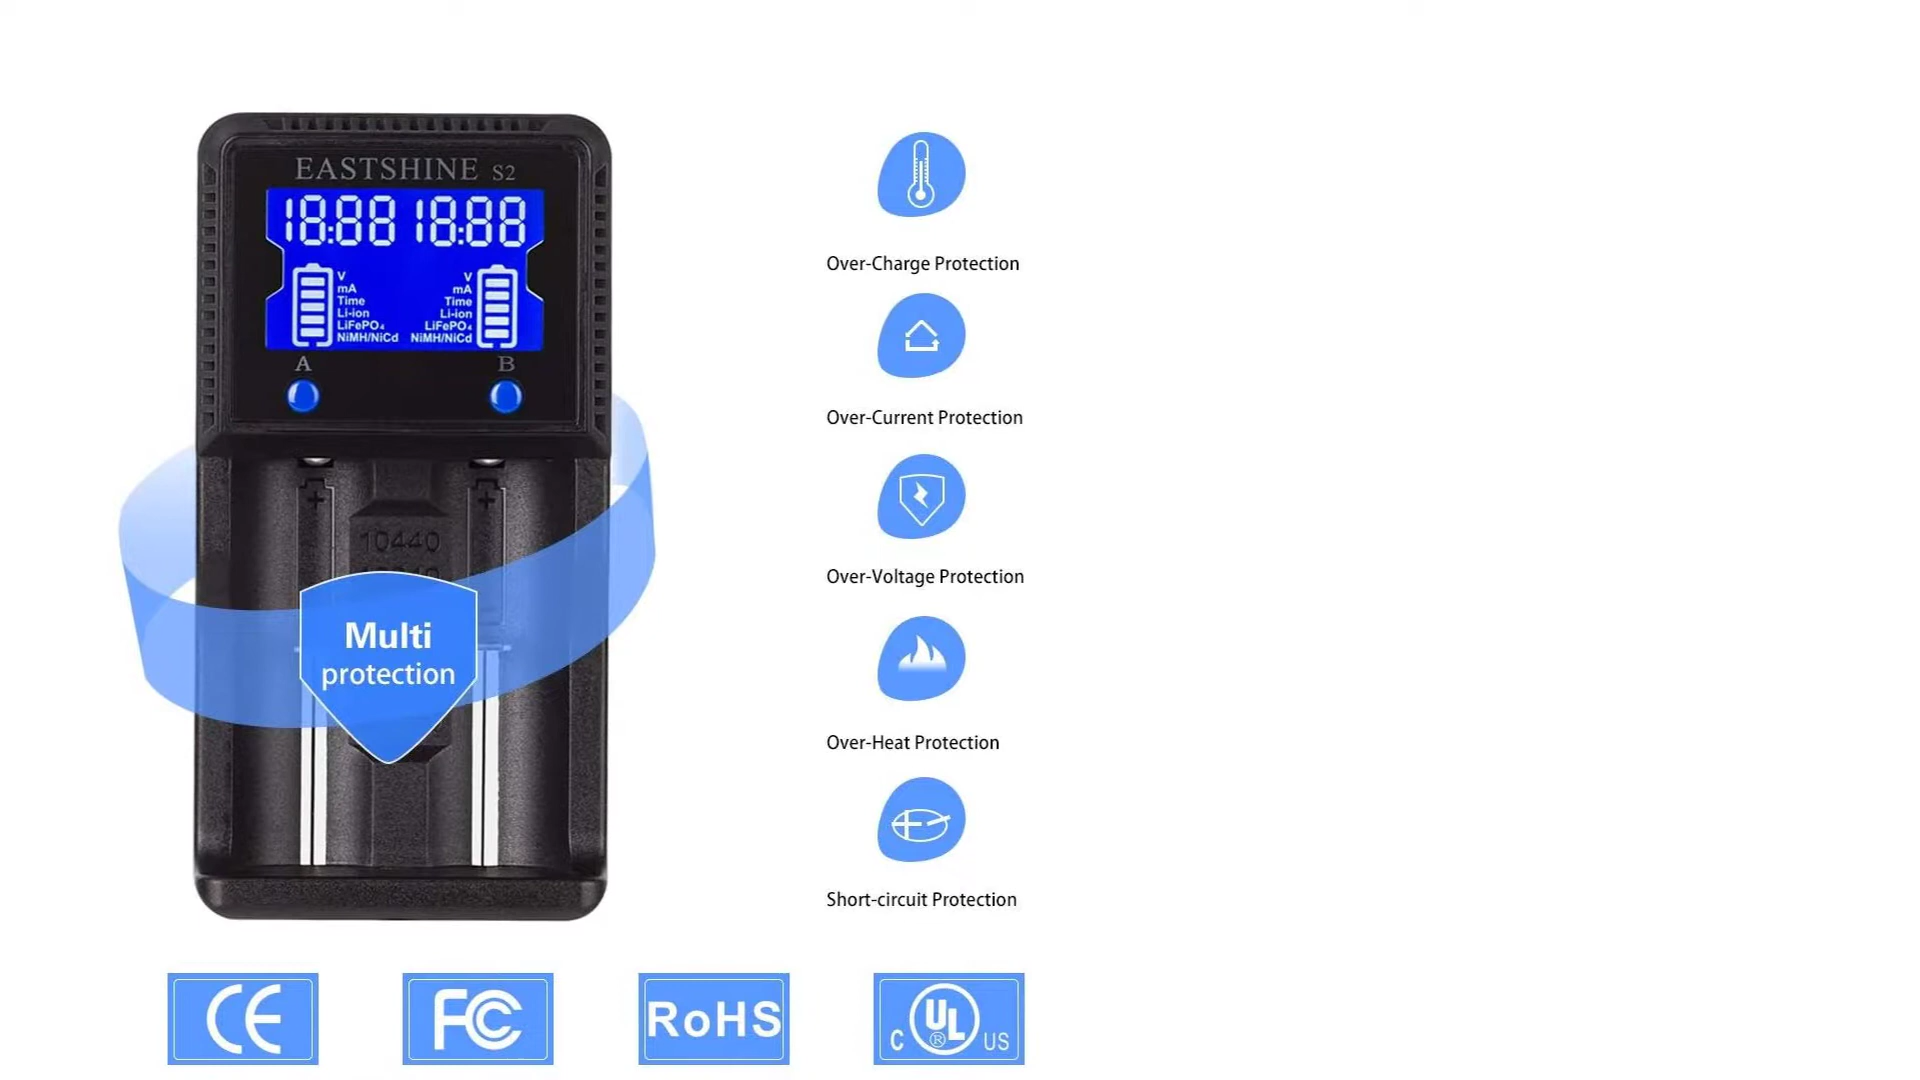 EASTSHINE S2
18:88 18:88
V
mA
Time
Li-ion
LiFePO₄
NiMH/NiCd
V
mA
Time
Li-ion
LiFePO₄
NiMH/NiCd
A B
+ +
10440
Multi
protection
Over-Charge Protection
Over-Current Protection
Over-Voltage Protection
Over-Heat Protection
Short-circuit Protection
CE FC RoHS C UL® US